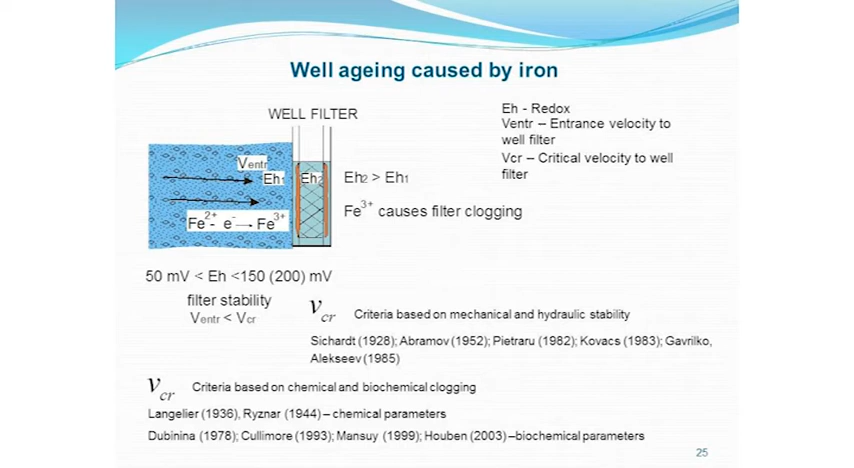 Well ageing caused by iron
WELL FILTER
Eh - Redox
Ventr – Entrance velocity to
well filter
Vcr – Critical velocity to well
filter
Ventr
Eh1 Eh2
Eh2 > Eh1
Fe3+ causes filter clogging
Fe2+ - e- → Fe3+
50 mV < Eh <150 (200) mV
filter stability
Ventr < Vcr
vcr Criteria based on mechanical and hydraulic stability
Sichardt (1928); Abramov (1952); Pietraru (1982); Kovacs (1983); Gavrilko,
Alekseev (1985)
vcr Criteria based on chemical and biochemical clogging
Langelier (1936), Ryznar (1944) – chemical parameters
Dubinina (1978); Cullimore (1993); Mansuy (1999); Houben (2003) –biochemical parameters
25